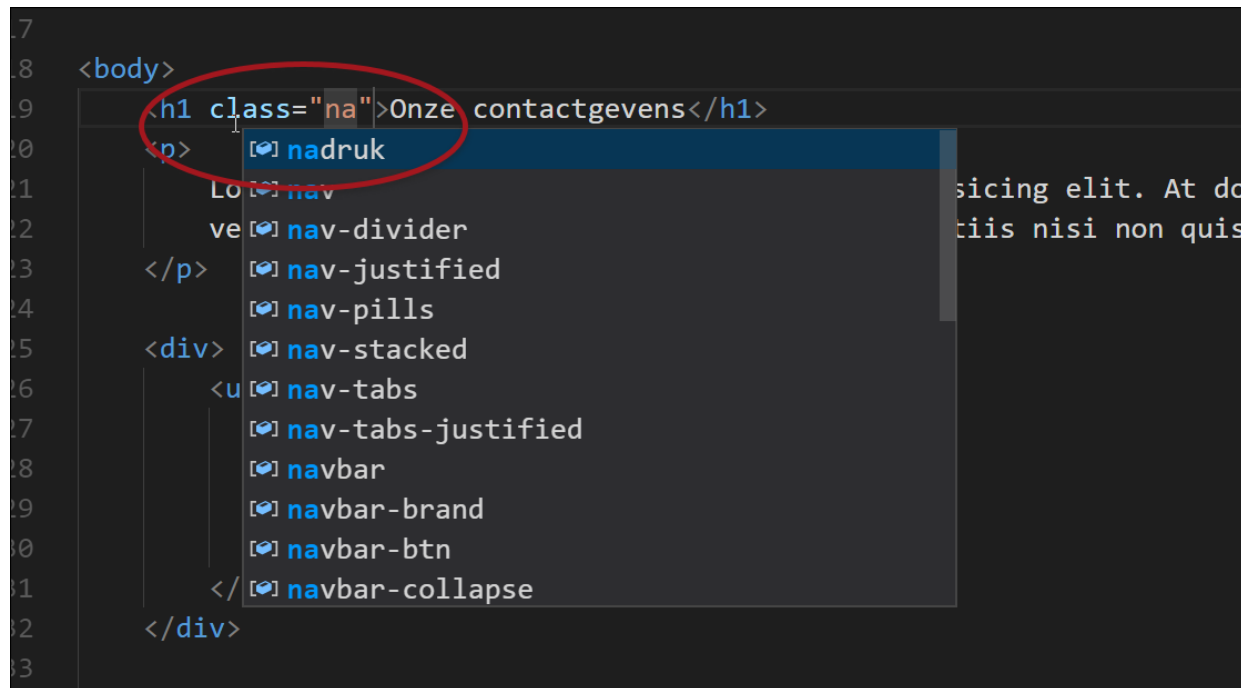 17
18 <body>
19 <h1 class="na">Onze contactgevens</h1>
20 <p> nadruk
21 Lo nav sicing elit. At do
22 ve nav-divider tiis nisi non quis
23 </p> nav-justified
24 nav-pills
25 <div> nav-stacked
26 <u nav-tabs
27 nav-tabs-justified
28 navbar
29 navbar-brand
30 navbar-btn
31 </ navbar-collapse
32 </div>
33